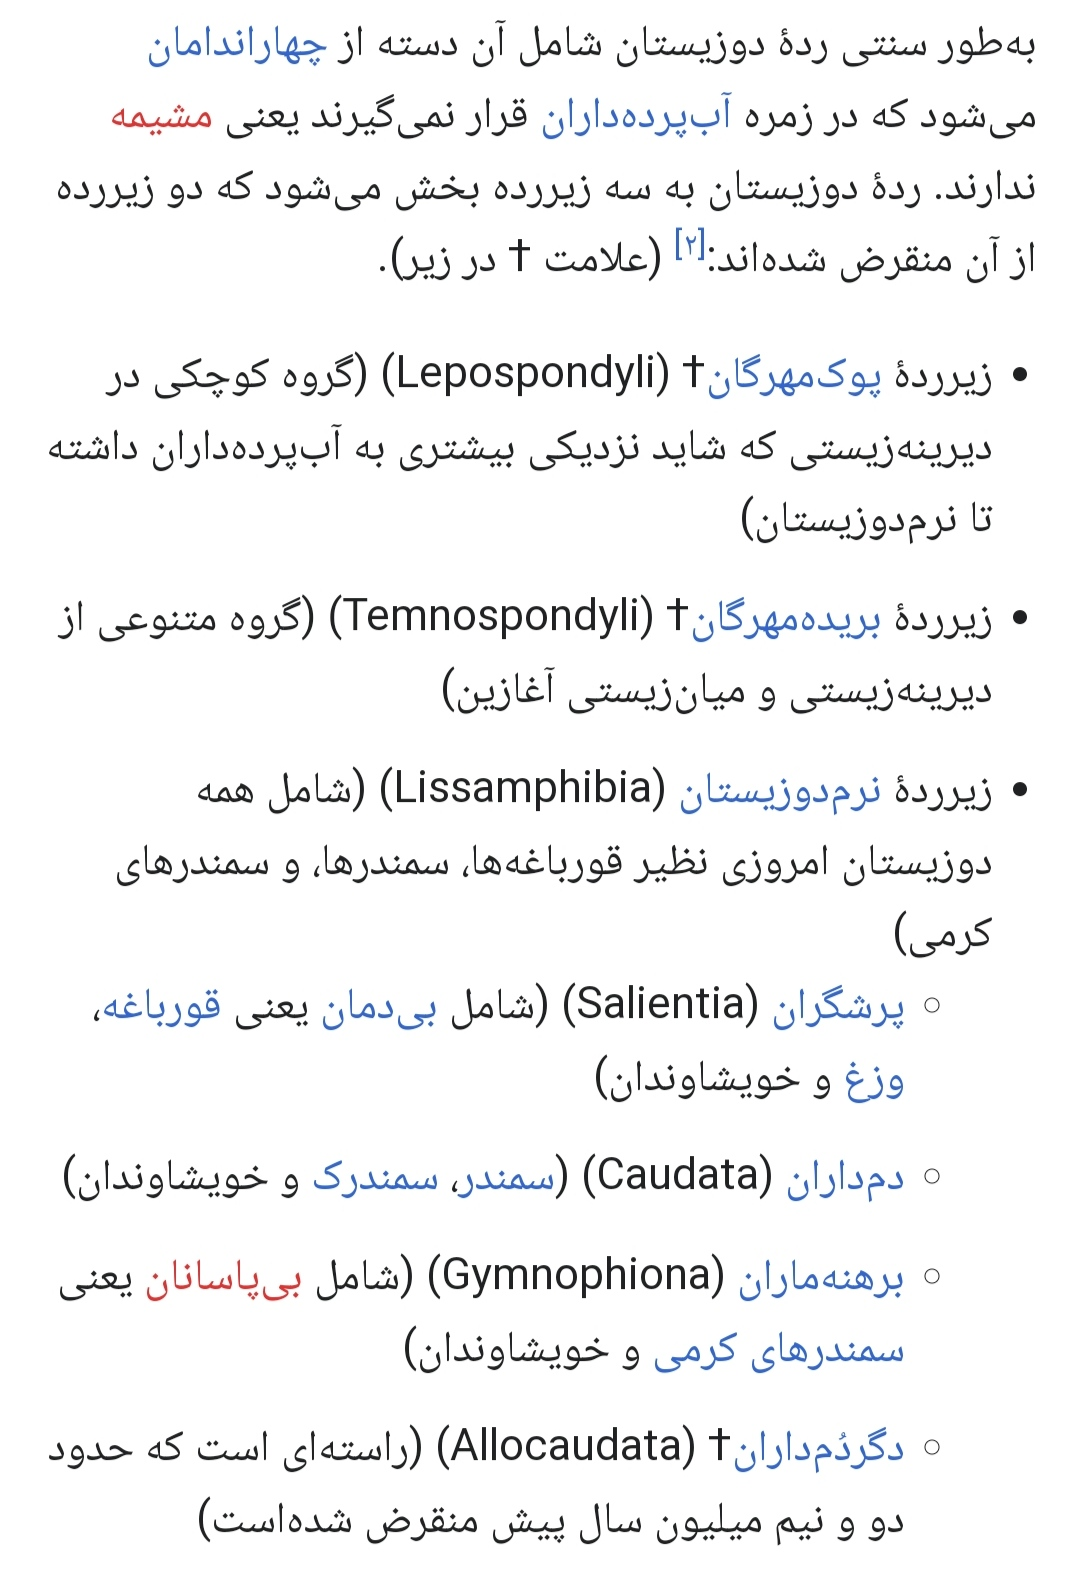 به‌طور سنتی ردهٔ دوزیستان شامل آن دسته از چهاراندامان
می‌شود که در زمره آب‌پرده‌داران قرار نمی‌گیرند یعنی مشیمه
ندارند. ردهٔ دوزیستان به سه زیررده بخش می‌شود که دو زیررده
از آن منقرض شده‌اند:[۲] (علامت † در زیر).
• زیرردهٔ پوک‌مهرگان† (Lepospondyli) (گروه کوچکی در
دیرینه‌زیستی که شاید نزدیکی بیشتری به آب‌پرده‌داران داشته
تا نرم‌دوزیستان)
• زیرردهٔ بریده‌مهرگان† (Temnospondyli) (گروه متنوعی از
دیرینه‌زیستی و میان‌زیستی آغازین)
• زیرردهٔ نرم‌دوزیستان (Lissamphibia) (شامل همه
دوزیستان امروزی نظیر قورباغه‌ها، سمندرها، و سمندرهای
کرمی)
○ پرشگران (Salientia) (شامل بی‌دمان یعنی قورباغه،
وزغ و خویشاوندان)
○ دم‌داران (Caudata) (سمندر، سمندرک و خویشاوندان)
○ برهنه‌ماران (Gymnophiona) (شامل بی‌پاسانان یعنی
سمندرهای کرمی و خویشاوندان)
○ دگردُم‌داران† (Allocaudata) (راسته‌ای است که حدود
دو و نیم میلیون سال پیش منقرض شده‌است)